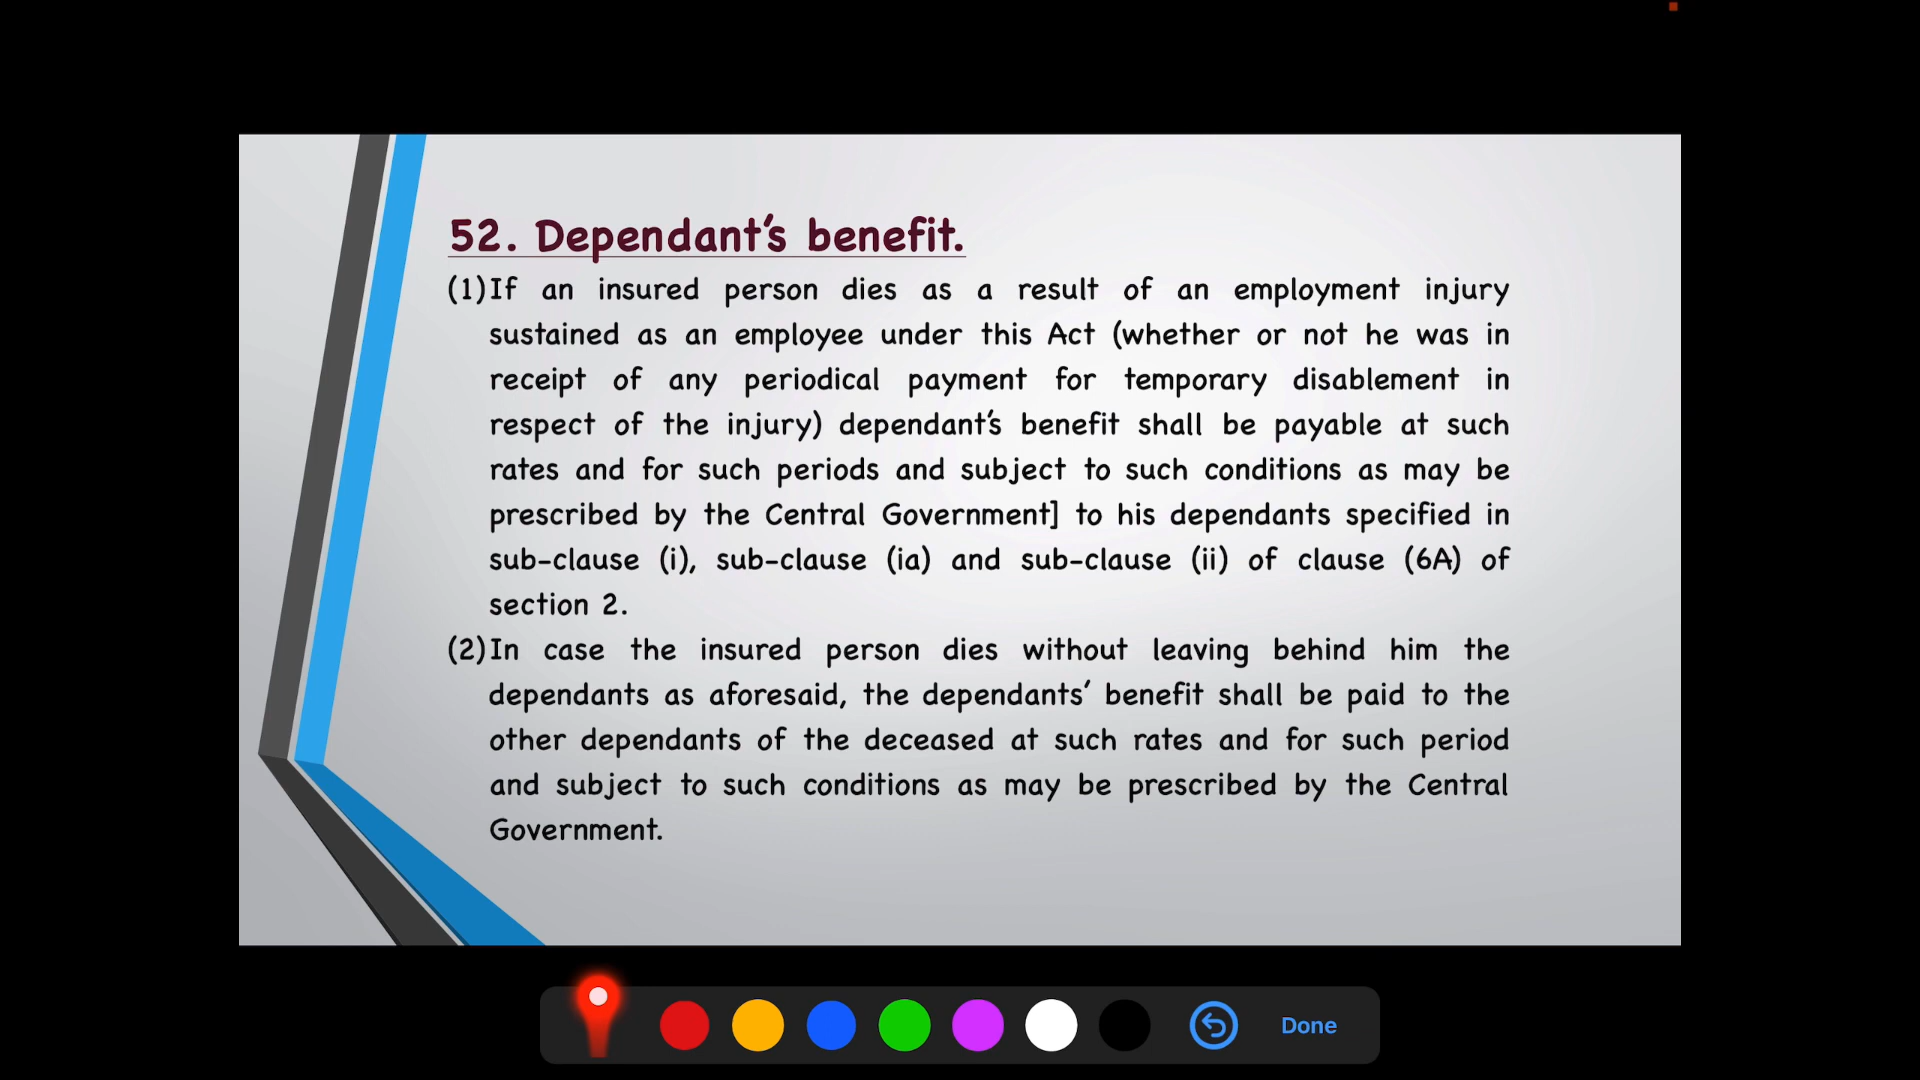 52. Dependant's benefit.
(1) If an insured person dies as a result of an employment injury
sustained as an employee under this Act (whether or not he was in
receipt of any periodical payment for temporary disablement in
respect of the injury) dependant's benefit shall be payable at such
rates and for such periods and subject to such conditions as may be
prescribed by the Central Government] to his dependants specified in
sub-clause (i), sub-clause (ia) and sub-clause (ii) of clause (6A) of
section 2.
(2) In case the insured person dies without leaving behind him the
dependants as aforesaid, the dependants' benefit shall be paid to the
other dependants of the deceased at such rates and for such period
and subject to such conditions as may be prescribed by the Central
Government.
Done